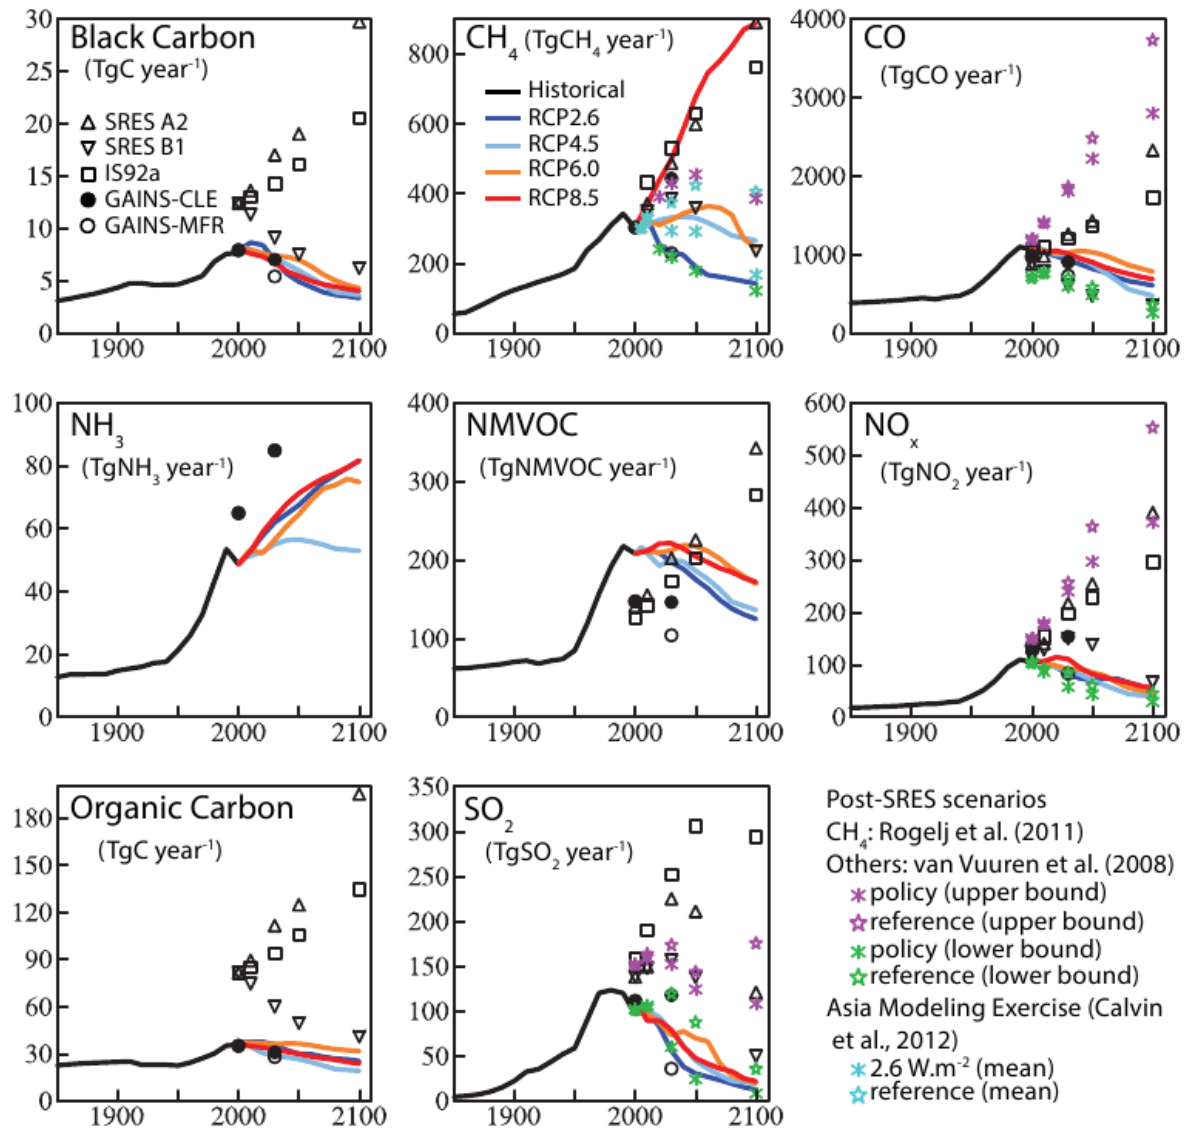 Black Carbon
(TgC year⁻¹)
30
25
20
15
10
5
0
△ SRES A2
▽ SRES B1
□ IS92a
● GAINS-CLE
○ GAINS-MFR
1900 2000 2100
CH₄ (TgCH₄ year⁻¹)
800
600
400
200
0
Historical
RCP2.6
RCP4.5
RCP6.0
RCP8.5
1900 2000 2100
CO
(TgCO year⁻¹)
4000
3000
2000
1000
0
1900 2000 2100
NH₃
(TgNH₃ year⁻¹)
100
80
60
40
20
0
1900 2000 2100
NMVOC
(TgNMVOC year⁻¹)
400
300
200
100
0
1900 2000 2100
NOₓ
(TgNO₂ year⁻¹)
600
500
400
300
200
100
0
1900 2000 2100
Organic Carbon
(TgC year⁻¹)
180
150
120
90
60
30
0
1900 2000 2100
SO₂
(TgSO₂ year⁻¹)
350
300
250
200
150
100
50
0
1900 2000 2100
Post-SRES scenarios
CH₄: Rogelj et al. (2011)
Others: van Vuuren et al. (2008)
policy (upper bound)
reference (upper bound)
policy (lower bound)
reference (lower bound)
Asia Modeling Exercise (Calvin
et al., 2012)
2.6 W.m⁻² (mean)
reference (mean)